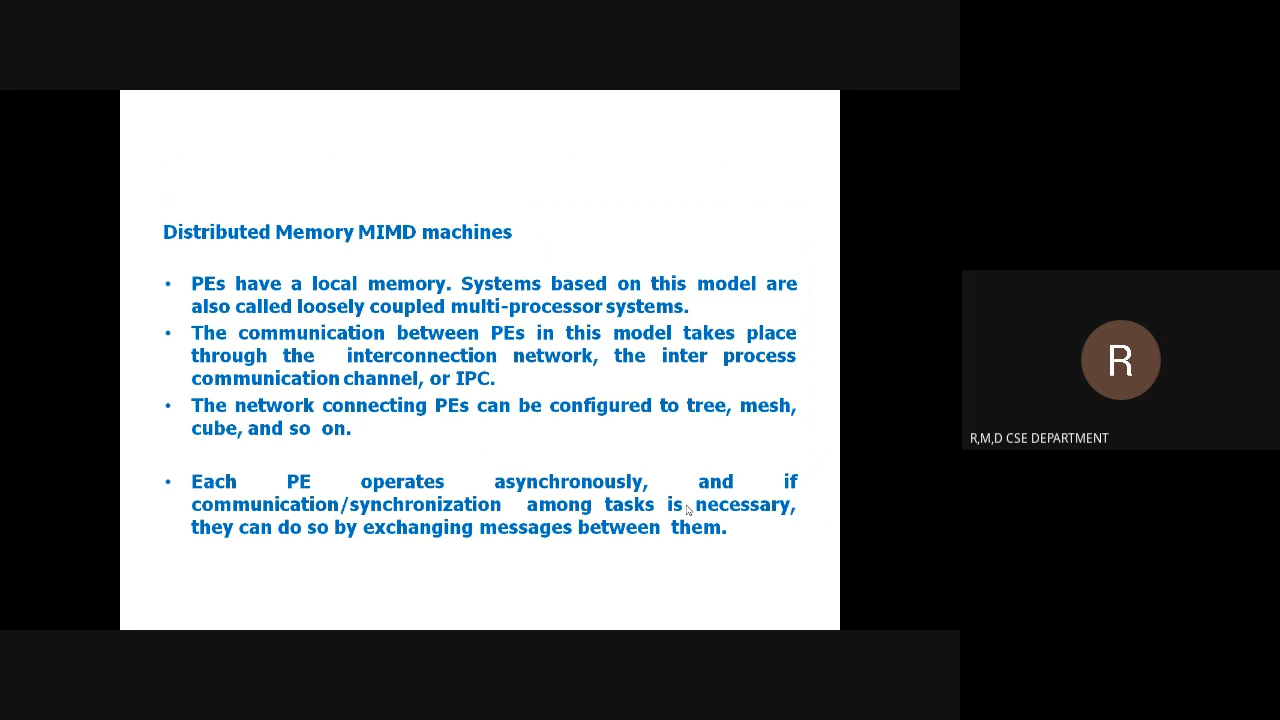 Distributed Memory MIMD machines
• PEs have a local memory. Systems based on this model are
also called loosely coupled multi-processor systems.
• The communication between PEs in this model takes place
through the interconnection network, the inter process
communication channel, or IPC.
• The network connecting PEs can be configured to tree, mesh,
cube, and so on.
• Each PE operates asynchronously, and if
communication/synchronization among tasks is necessary,
they can do so by exchanging messages between them.
R
R,M,D CSE DEPARTMENT